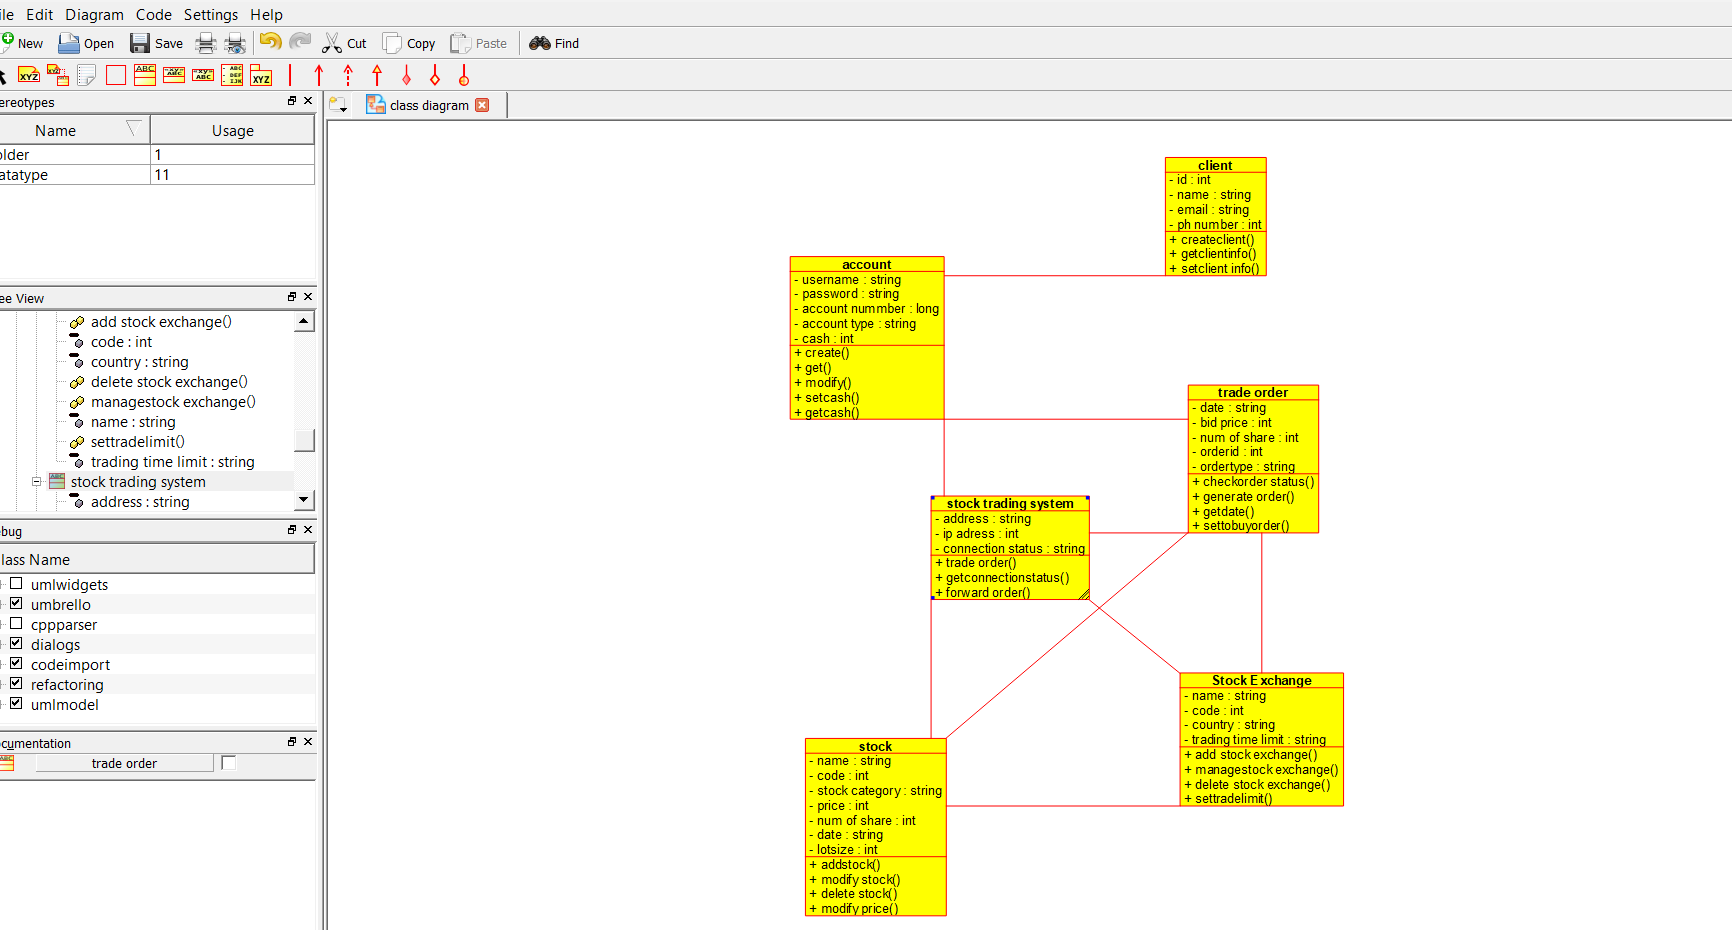 ile Edit Diagram Code Settings Help
New Open Save Cut Copy Paste Find
ereotypes
Name Usage
older 1
atatype 11
ee View
add stock exchange()
code : int
country : string
delete stock exchange()
managestock exchange()
name : string
settradelimit()
trading time limit : string
stock trading system
address : string
ebug
lass Name
umlwidgets
umbrello
cppparser
dialogs
codeimport
refactoring
umlmodel
ocumentation
trade order
class diagram
client
- id : int
- name : string
- email : string
- ph number : int
+ createclient()
+ getclientinfo()
+ setclient info()
account
- username : string
- password : string
- account nummber : long
- account type : string
- cash : int
+ create()
+ get()
+ modify()
+ setcash()
+ getcash()
trade order
- date : string
- bid price : int
- num of share : int
- orderid : int
- ordertype : string
+ checkorder status()
+ generate order()
+ getdate()
+ settobuyorder()
stock trading system
- address : string
- ip adress : int
- connection status : string
+ trade order()
+ getconnectionstatus()
+ forward order()
Stock E xchange
- name : string
- code : int
- country : string
- trading time limit : string
+ add stock exchange()
+ managestock exchange()
+ delete stock exchange()
+ settradelimit()
stock
- name : string
- code : int
- stock category : string
- price : int
- num of share : int
- date : string
- lotsize : int
+ addstock()
+ modify stock()
+ delete stock()
+ modify price()